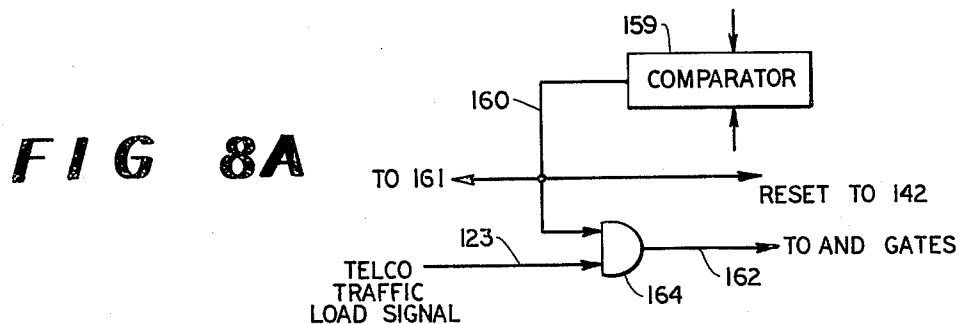 159
COMPARATOR
160
FIG 8A
TO 161
RESET TO 142
123
TO AND GATES
TELCO
TRAFFIC
LOAD SIGNAL
162
164